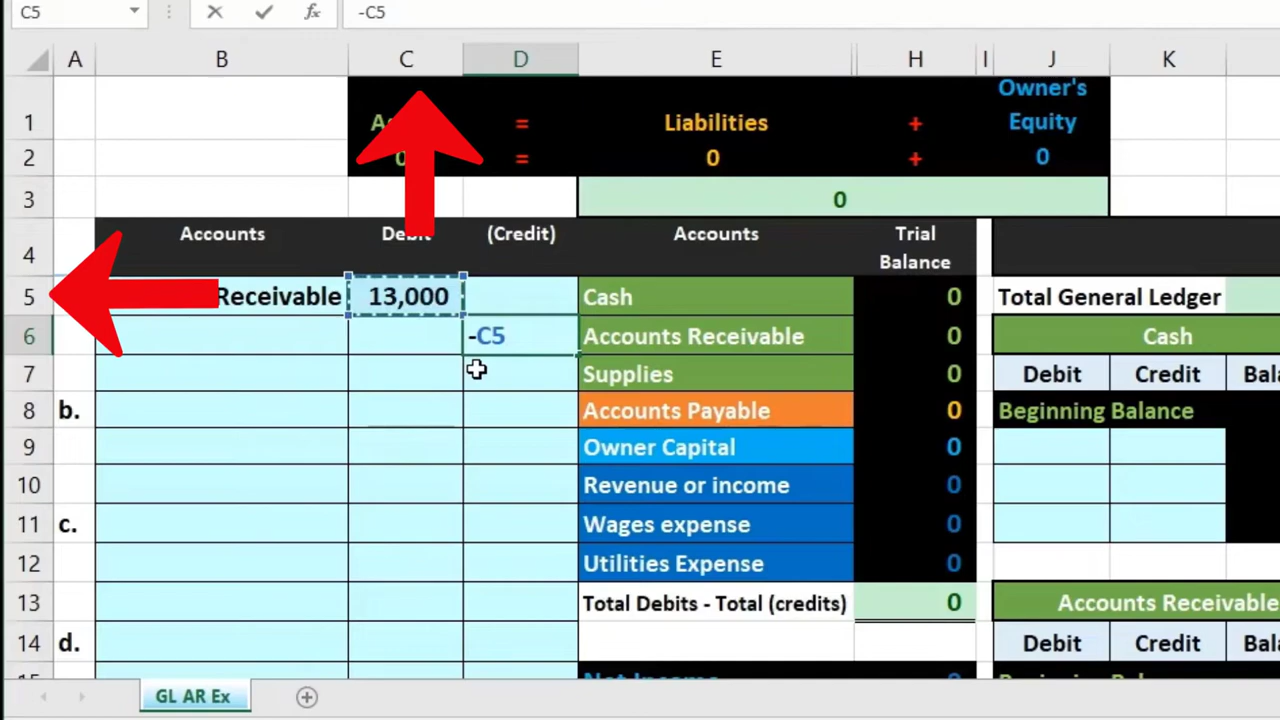 C5 fx -C5
A B C D E H I J K
1 = Liabilities + Owner's Equity
2 0 = 0 + 0
3 0
4 Accounts Debit (Credit) Accounts Trial Balance
5 Receivable 13,000 Cash 0 Total General Ledger
6 -C5 Accounts Receivable 0 Cash
7 Supplies 0 Debit Credit
8 b. Accounts Payable 0 Beginning Balance
9 Owner Capital 0
10 Revenue or income 0
11 c. Wages expense 0
12 Utilities Expense 0
13 Total Debits - Total (credits) 0 Accounts Receivable
14 d. Debit Credit
GL AR Ex